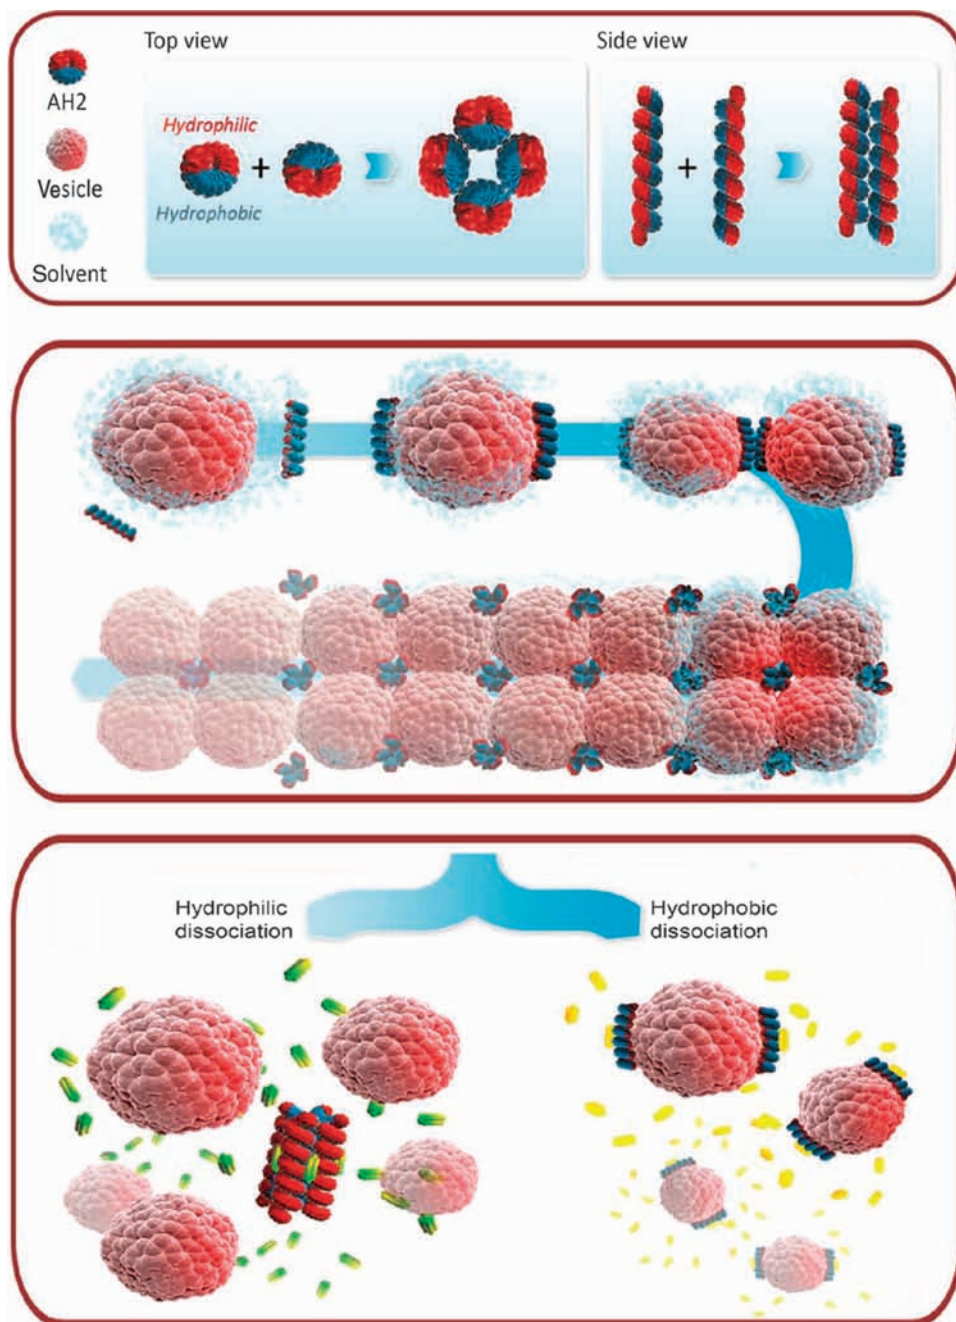 Top view
Side view
AH2
Hydrophilic
+
+
Vesicle
Hydrophobic
Solvent
Hydrophilic
dissociation
Hydrophobic
dissociation